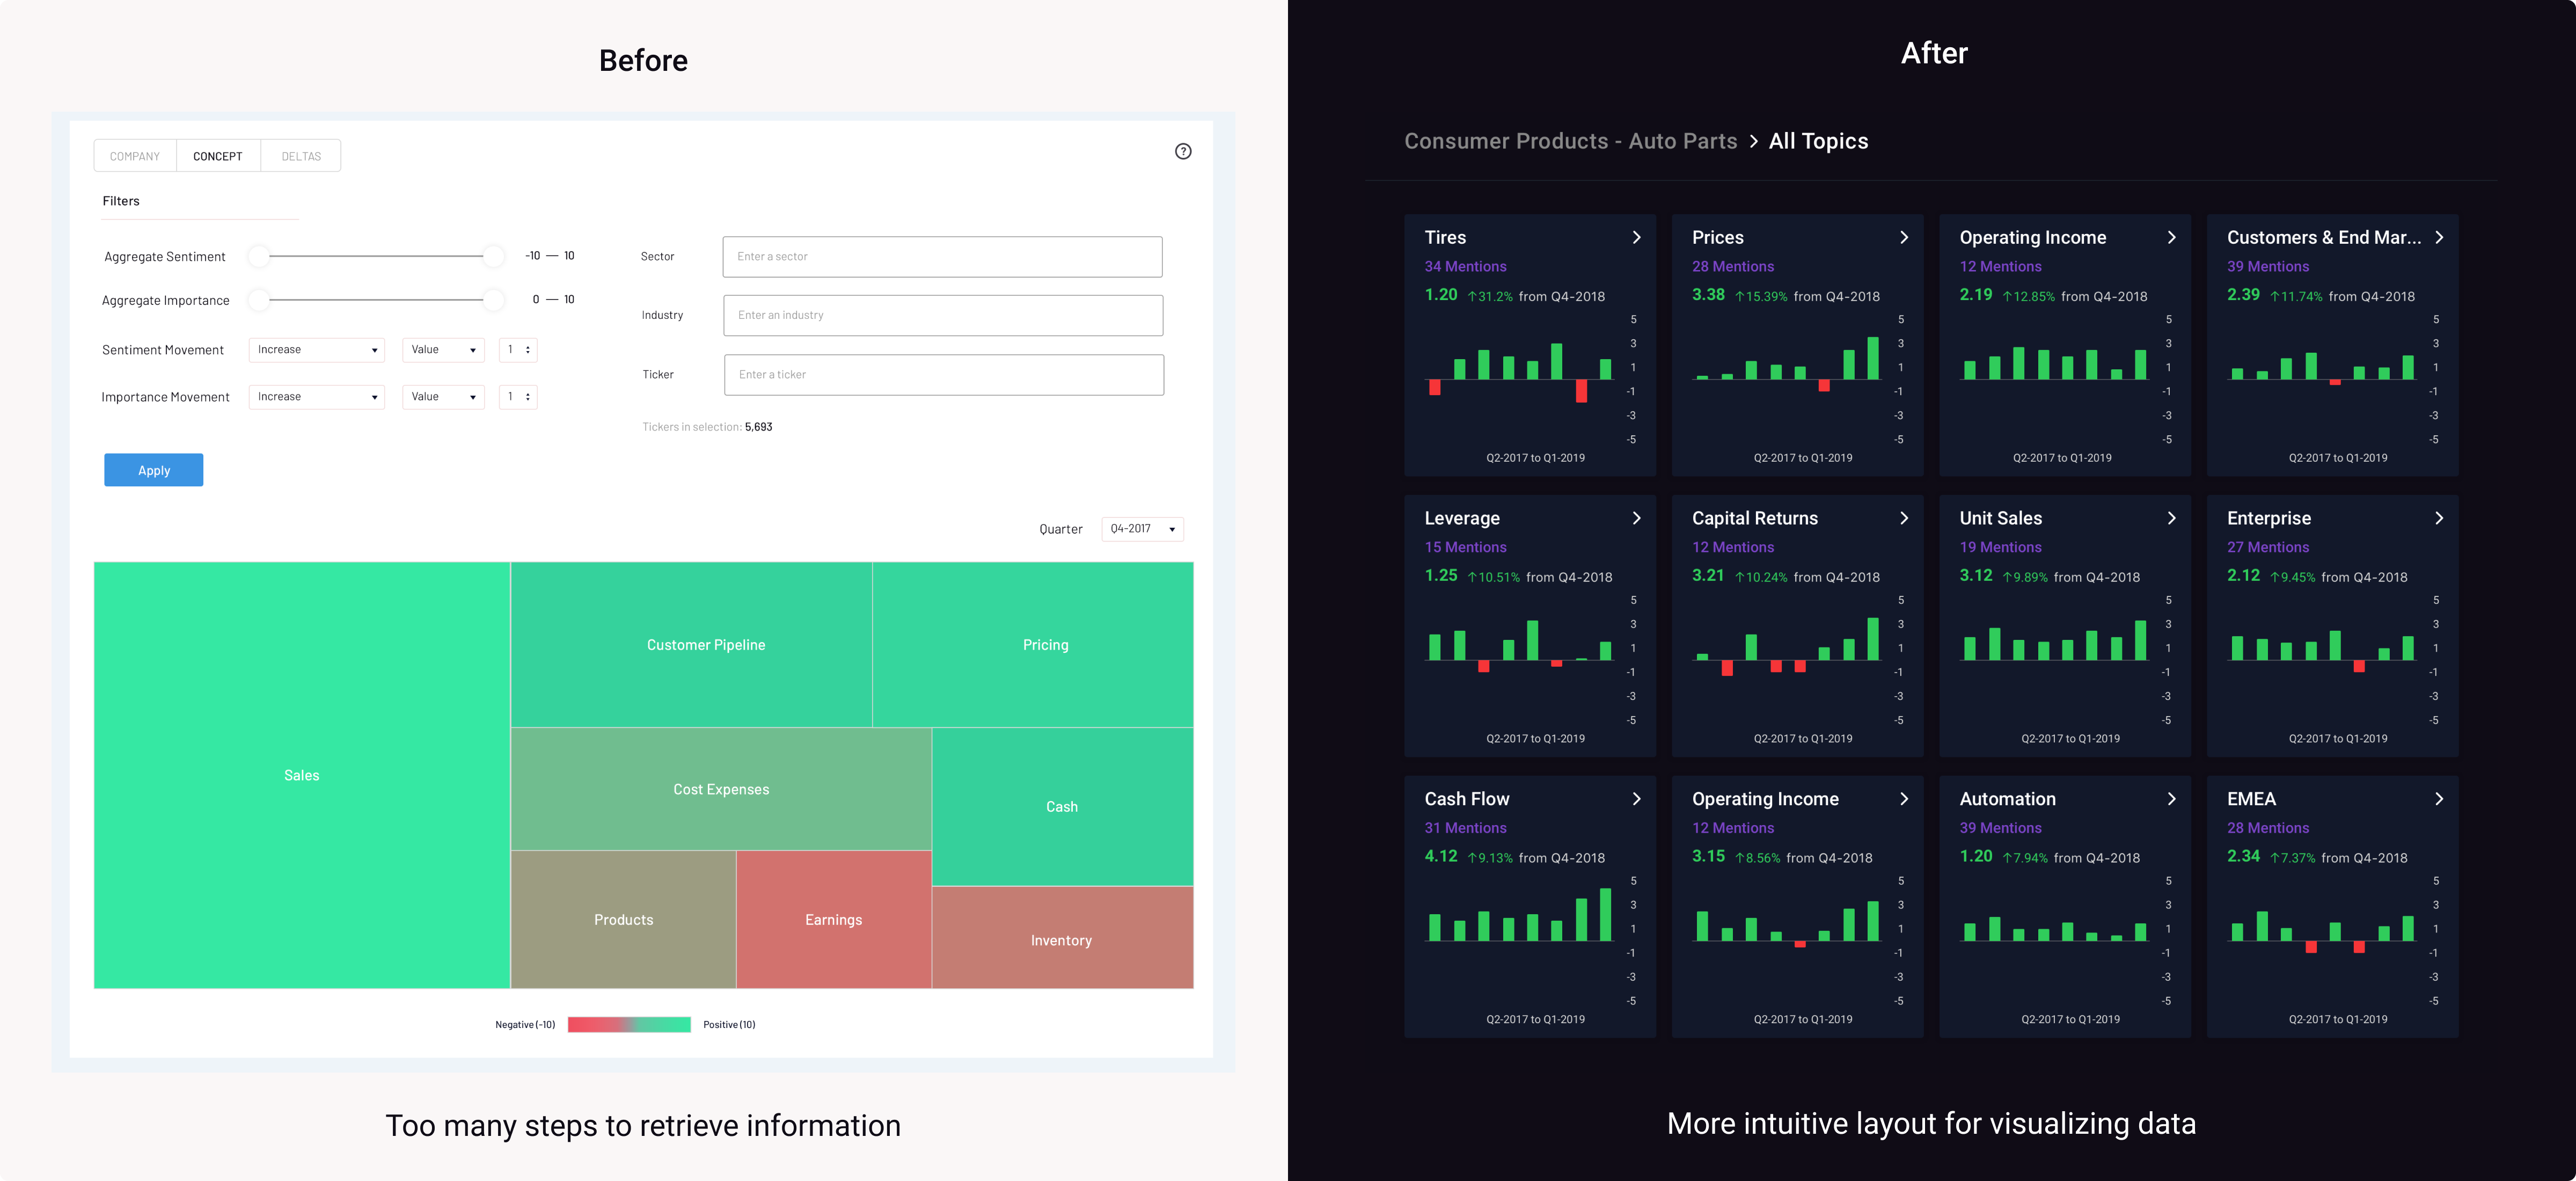 Before
COMPANY CONCEPT DELTAS
Filters
Aggregate Sentiment -10 — 10
Aggregate Importance 0 — 10
Sentiment Movement Increase Value 1
Importance Movement Increase Value 1
Sector Enter a sector
Industry Enter an industry
Ticker Enter a ticker
Tickers in selection: 5,693
Apply
Quarter Q4-2017
Sales
Customer Pipeline
Pricing
Cost Expenses
Cash
Products
Earnings
Inventory
Negative (-10) Positive (10)
Too many steps to retrieve information
After
Consumer Products - Auto Parts > All Topics
Tires
34 Mentions
1.20 ↑31.2% from Q4-2018
5
3
1
-1
-3
-5
Q2-2017 to Q1-2019
Prices
28 Mentions
3.38 ↑15.39% from Q4-2018
5
3
1
-1
-3
-5
Q2-2017 to Q1-2019
Operating Income
12 Mentions
2.19 ↑12.85% from Q4-2018
5
3
1
-1
-3
-5
Q2-2017 to Q1-2019
Customers & End Mar...
39 Mentions
2.39 ↑11.74% from Q4-2018
5
3
1
-1
-3
-5
Q2-2017 to Q1-2019
Leverage
15 Mentions
1.25 ↑10.51% from Q4-2018
5
3
1
-1
-3
-5
Q2-2017 to Q1-2019
Capital Returns
12 Mentions
3.21 ↑10.24% from Q4-2018
5
3
1
-1
-3
-5
Q2-2017 to Q1-2019
Unit Sales
19 Mentions
3.12 ↑9.89% from Q4-2018
5
3
1
-1
-3
-5
Q2-2017 to Q1-2019
Enterprise
27 Mentions
2.12 ↑9.45% from Q4-2018
5
3
1
-1
-3
-5
Q2-2017 to Q1-2019
Cash Flow
31 Mentions
4.12 ↑9.13% from Q4-2018
5
3
1
-1
-3
-5
Q2-2017 to Q1-2019
Operating Income
12 Mentions
3.15 ↑8.56% from Q4-2018
5
3
1
-1
-3
-5
Q2-2017 to Q1-2019
Automation
39 Mentions
1.20 ↑7.94% from Q4-2018
5
3
1
-1
-3
-5
Q2-2017 to Q1-2019
EMEA
28 Mentions
2.34 ↑7.37% from Q4-2018
5
3
1
-1
-3
-5
Q2-2017 to Q1-2019
More intuitive layout for visualizing data